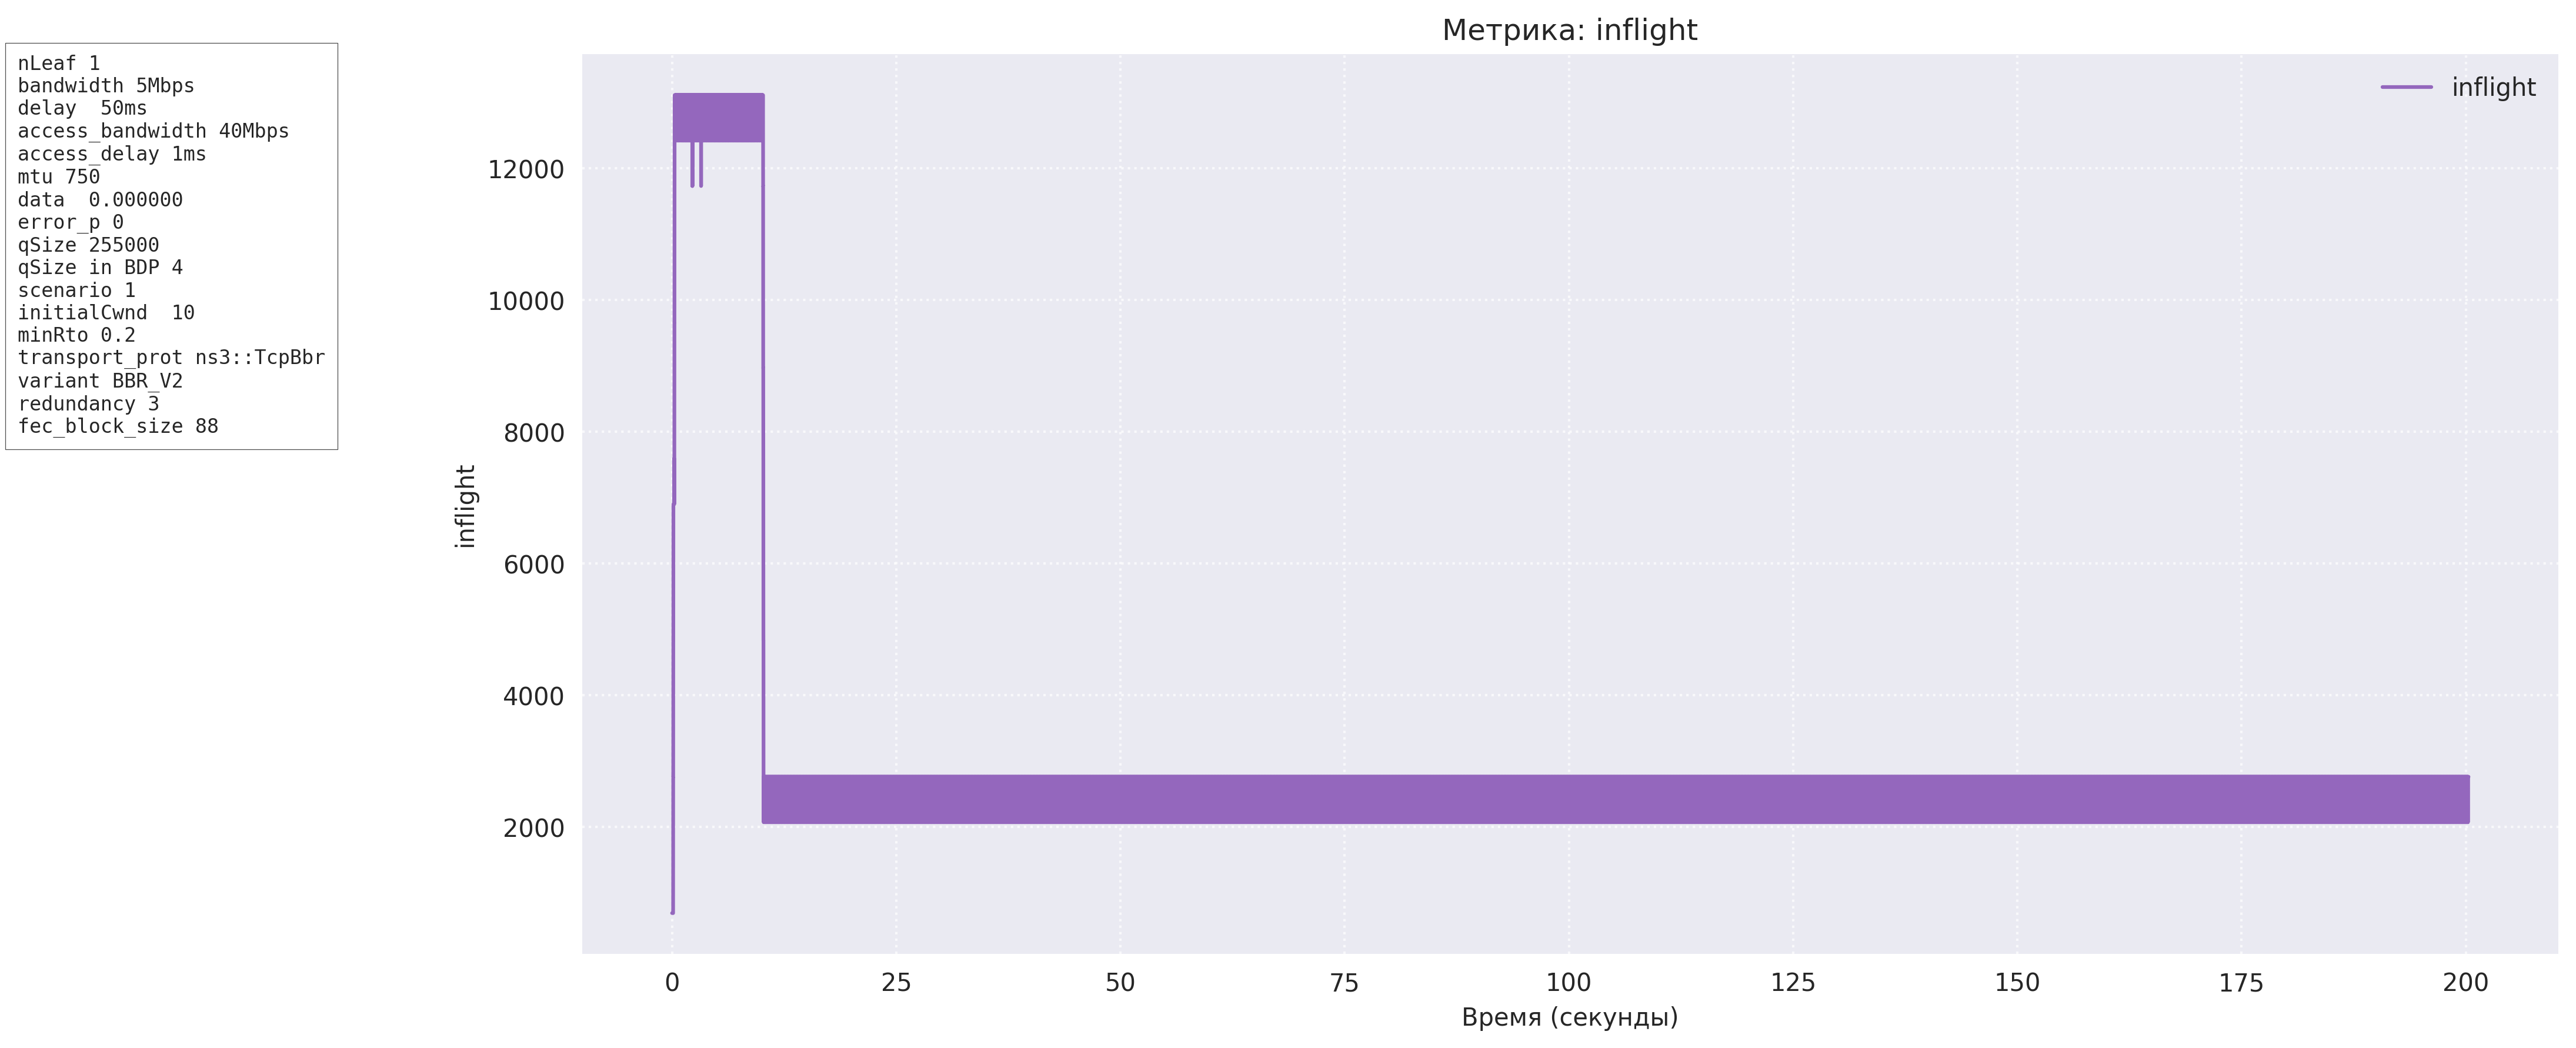 Метрика: inflight
nLeaf 1
bandwidth 5Mbps
delay  50ms
access_bandwidth 40Mbps
access_delay 1ms
mtu 750
data  0.000000
error_p 0
qSize 255000
qSize in BDP 4
scenario 1
initialCwnd  10
minRto 0.2
transport_prot ns3::TcpBbr
variant BBR_V2
redundancy 3
fec_block_size 88
inflight
inflight
12000
10000
8000
6000
4000
2000
0 25 50 75 100 125 150 175 200
Время (секунды)